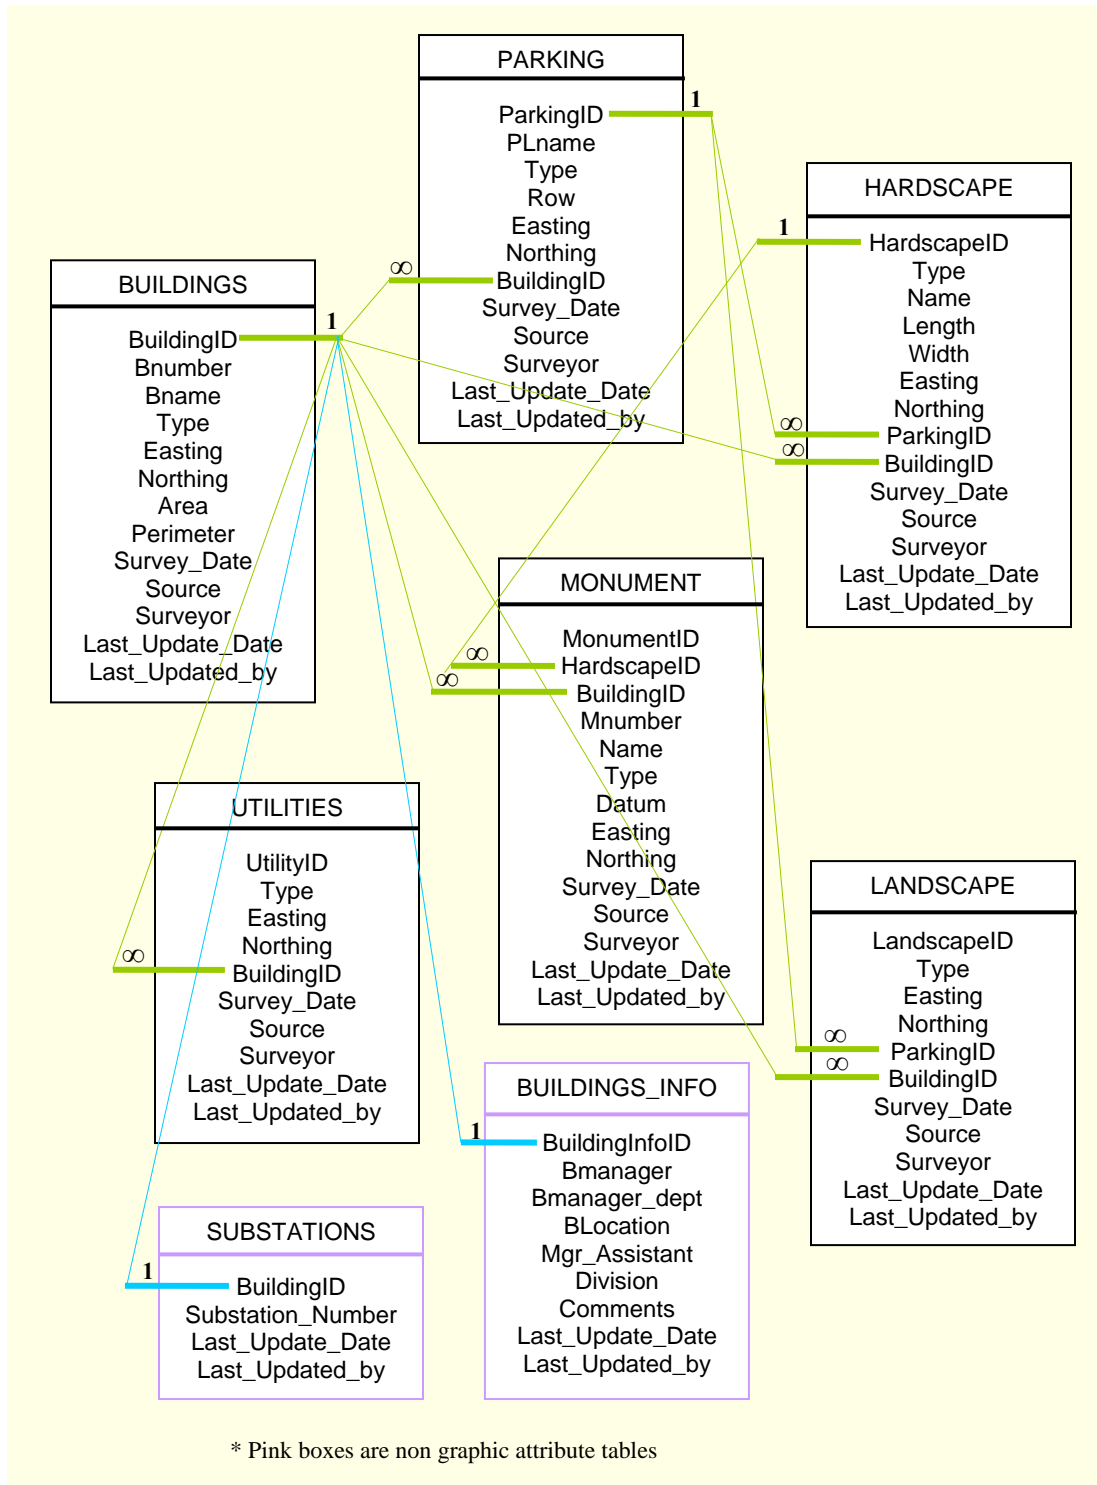 PARKING
1
ParkingID
PLname
Type
Row
Easting
Northing
∞
BuildingID
Survey_Date
Source
Surveyor
Last_Update_Date
Last_Updated_by
HARDSCAPE
1
HardscapeID
Type
Name
Length
Width
Easting
Northing
∞
ParkingID
∞
BuildingID
Survey_Date
Source
Surveyor
Last_Update_Date
Last_Updated_by
BUILDINGS
1
BuildingID
Bnumber
Bname
Type
Easting
Northing
Area
Perimeter
Survey_Date
Source
Surveyor
Last_Update_Date
Last_Updated_by
MONUMENT
MonumentID
∞
HardscapeID
∞
BuildingID
Mnumber
Name
Type
Datum
Easting
Northing
Survey_Date
Source
Surveyor
Last_Update_Date
Last_Updated_by
UTILITIES
UtilityID
Type
Easting
Northing
∞
BuildingID
Survey_Date
Source
Surveyor
Last_Update_Date
Last_Updated_by
LANDSCAPE
LandscapeID
Type
Easting
Northing
∞
ParkingID
∞
BuildingID
Survey_Date
Source
Surveyor
Last_Update_Date
Last_Updated_by
BUILDINGS_INFO
1
BuildingInfoID
Bmanager
Bmanager_dept
BLocation
Mgr_Assistant
Division
Comments
Last_Update_Date
Last_Updated_by
SUBSTATIONS
1
BuildingID
Substation_Number
Last_Update_Date
Last_Updated_by
* Pink boxes are non graphic attribute tables